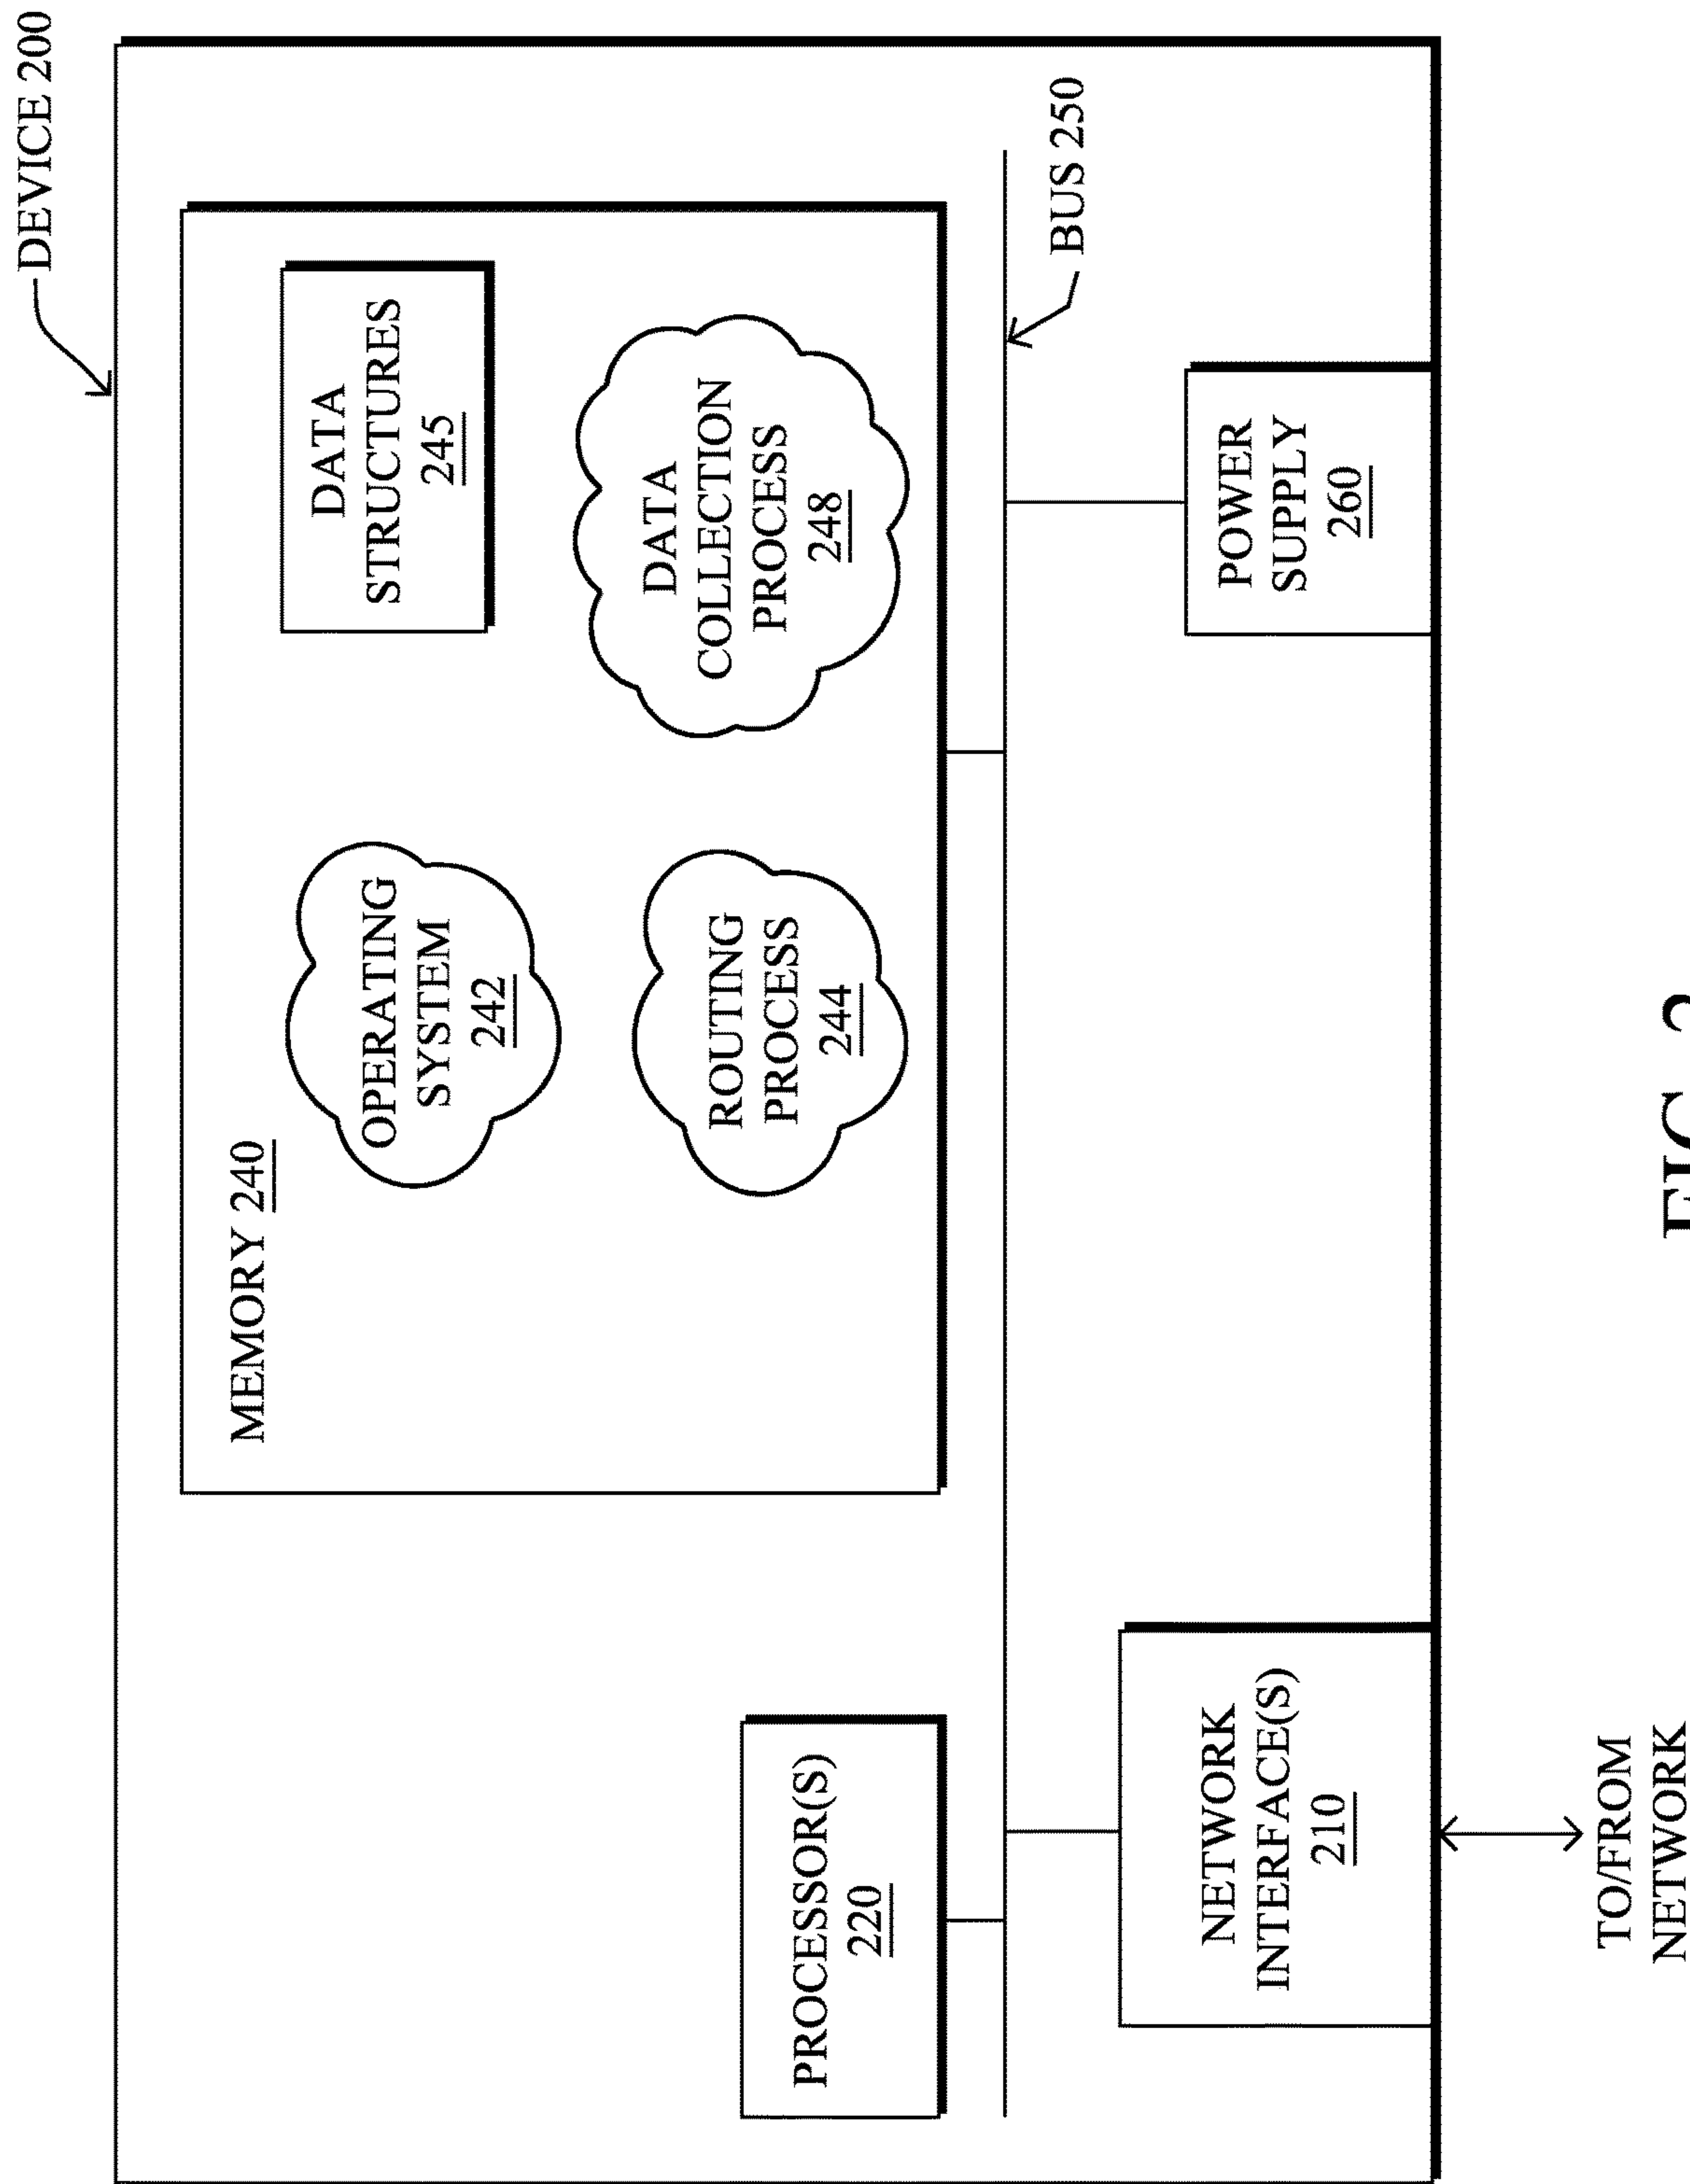 DEVICE 200
MEMORY 240
OPERATING
SYSTEM
242
DATA
STRUCTURES
245
ROUTING
PROCESS
244
DATA
COLLECTION
PROCESS
248
PROCESSOR(S)
220
BUS 250
NETWORK
INTERFACE(S)
210
POWER
SUPPLY
260
TO/FROM
NETWORK